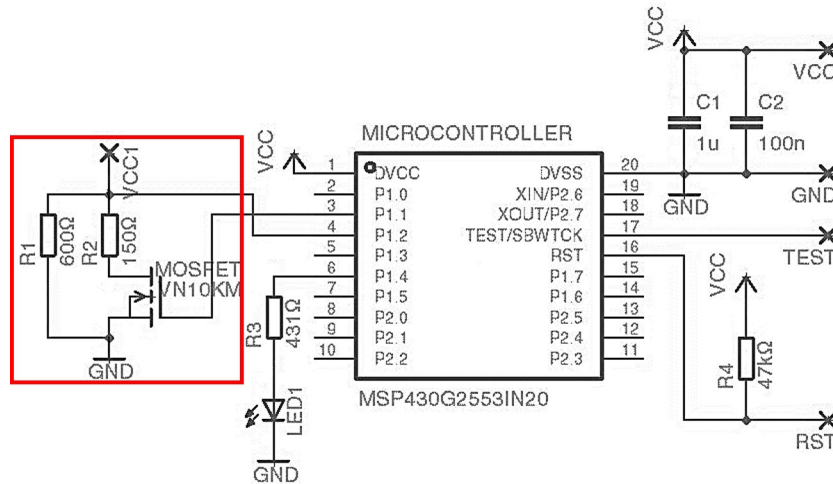 VCC
VCC
C1
C2
1u
100n
GND
GND
MICROCONTROLLER
VCC
1 DVCC DVSS 20
2 P1.0 XIN/P2.6 19
3 P1.1 XOUT/P2.7 18
4 P1.2 TEST/SBWTCK 17
5 P1.3 RST 16
6 P1.4 P1.7 15
7 P1.5 P1.6 14
8 P2.0 P2.5 13
9 P2.1 P2.4 12
10 P2.2 P2.3 11
MSP430G2553IN20
VCC1
R1
600Ω
R2
150Ω
MOSFET
VN10KM
GND
R3
431Ω
LED1
GND
TEST
VCC
R4
47kΩ
RST